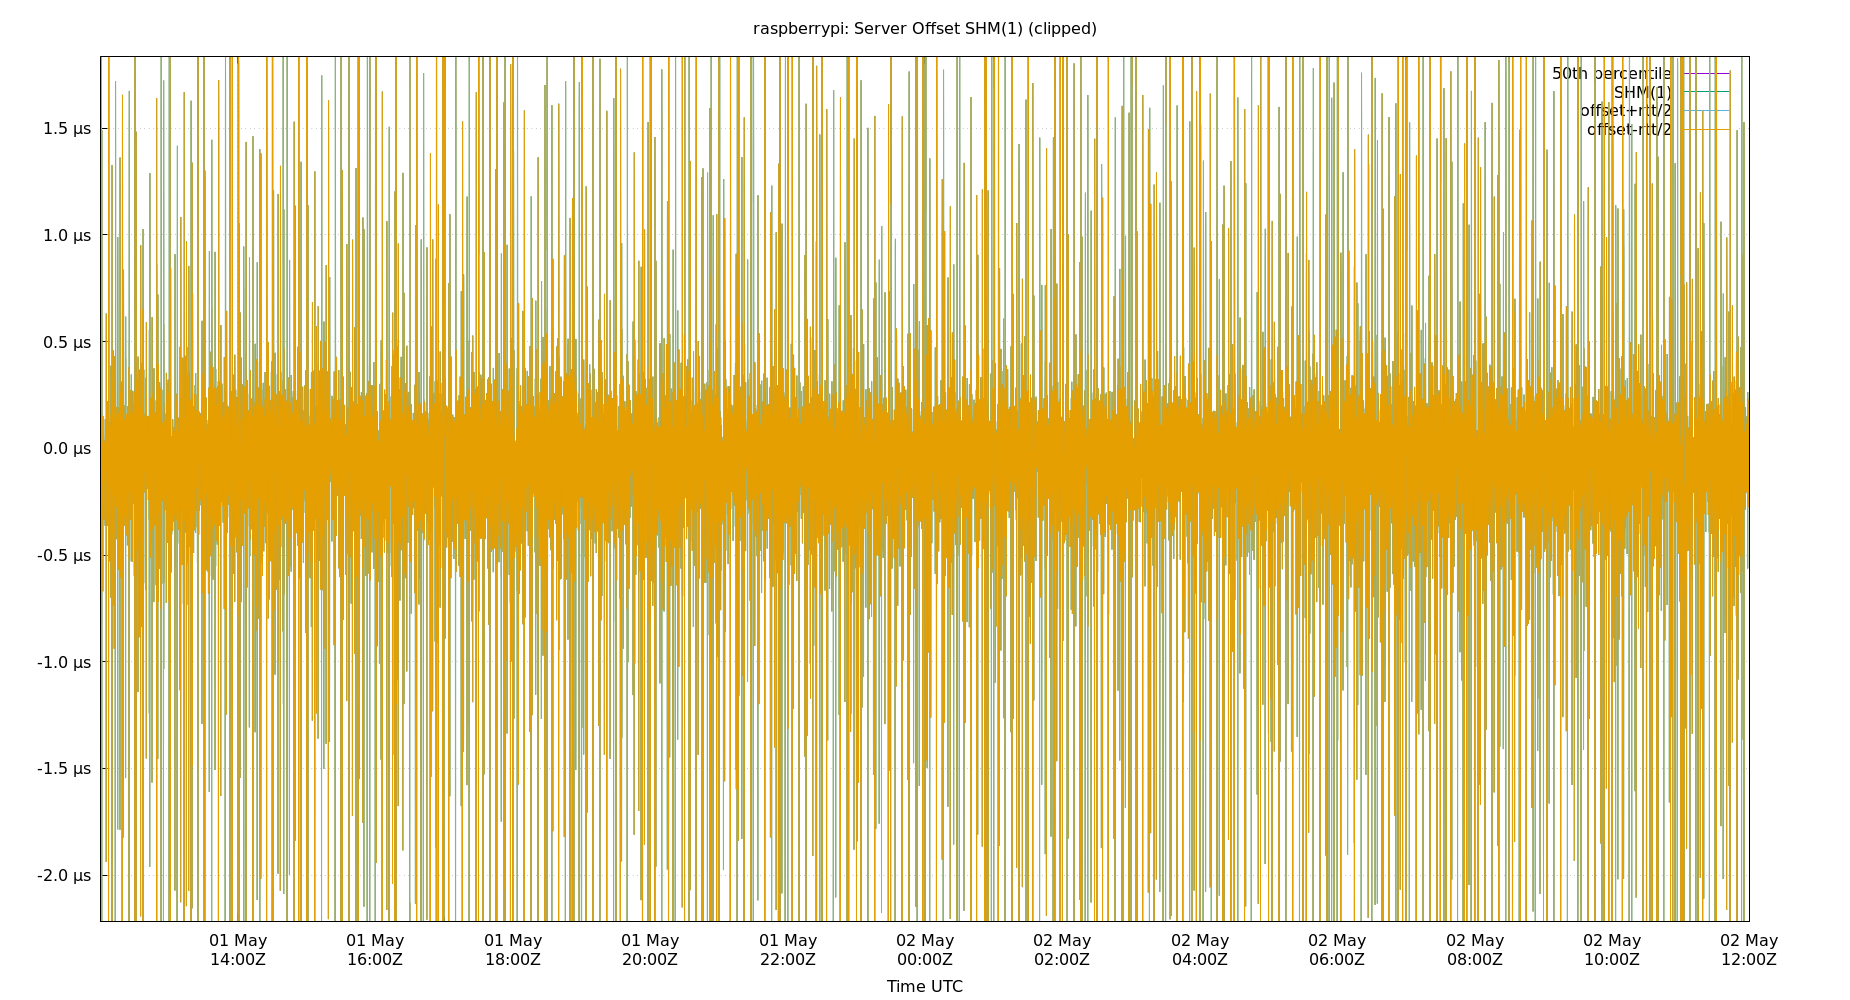 raspberrypi: Server Offset SHM(1) (clipped)
50th percentile
SHM(1)
offset+rtt/2
offset-rtt/2
1.5 µs
1.0 µs
0.5 µs
0.0 µs
-0.5 µs
-1.0 µs
-1.5 µs
-2.0 µs
01 May 01 May 01 May 01 May 01 May 02 May 02 May 02 May 02 May 02 May 02 May 02 May
14:00Z 16:00Z 18:00Z 20:00Z 22:00Z 00:00Z 02:00Z 04:00Z 06:00Z 08:00Z 10:00Z 12:00Z
Time UTC